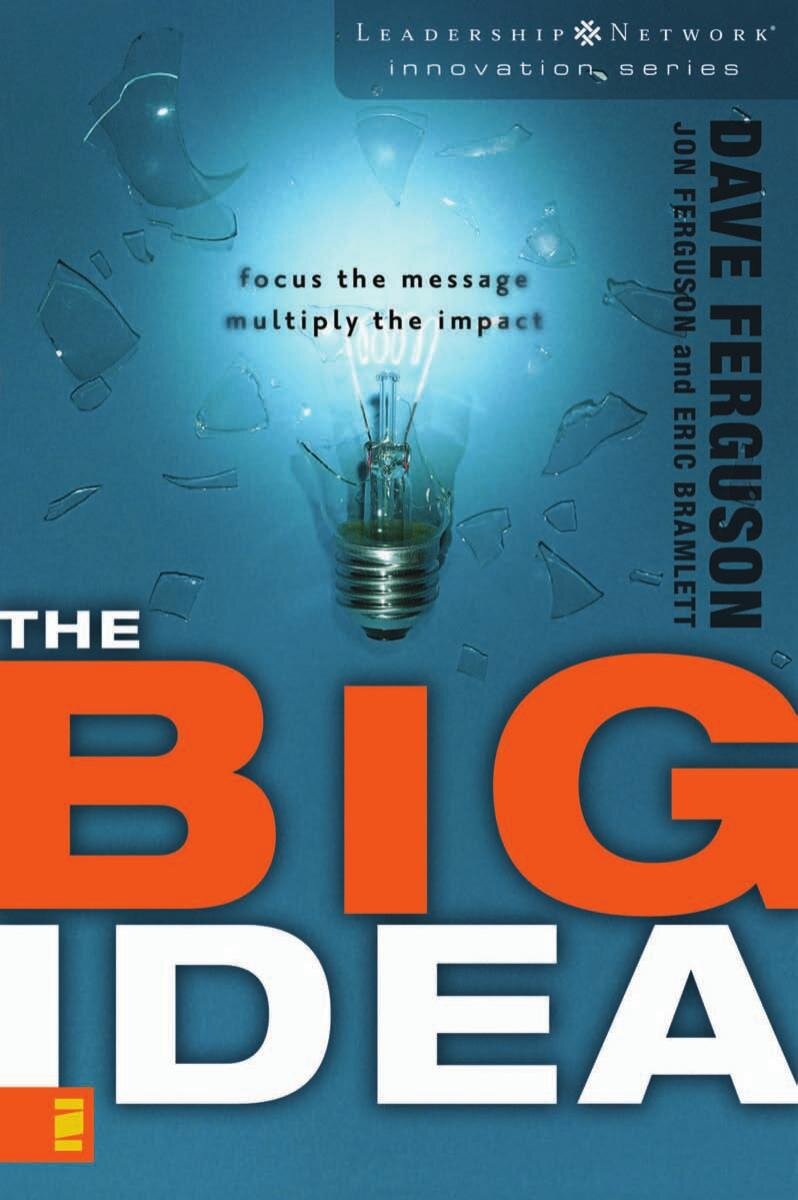 LEADERSHIP NETWORK®
innovation series
DAVE FERGUSON
JON FERGUSON and ERIC BRAMLETT
focus the message
multiply the impact
THE
BIG
IDEA